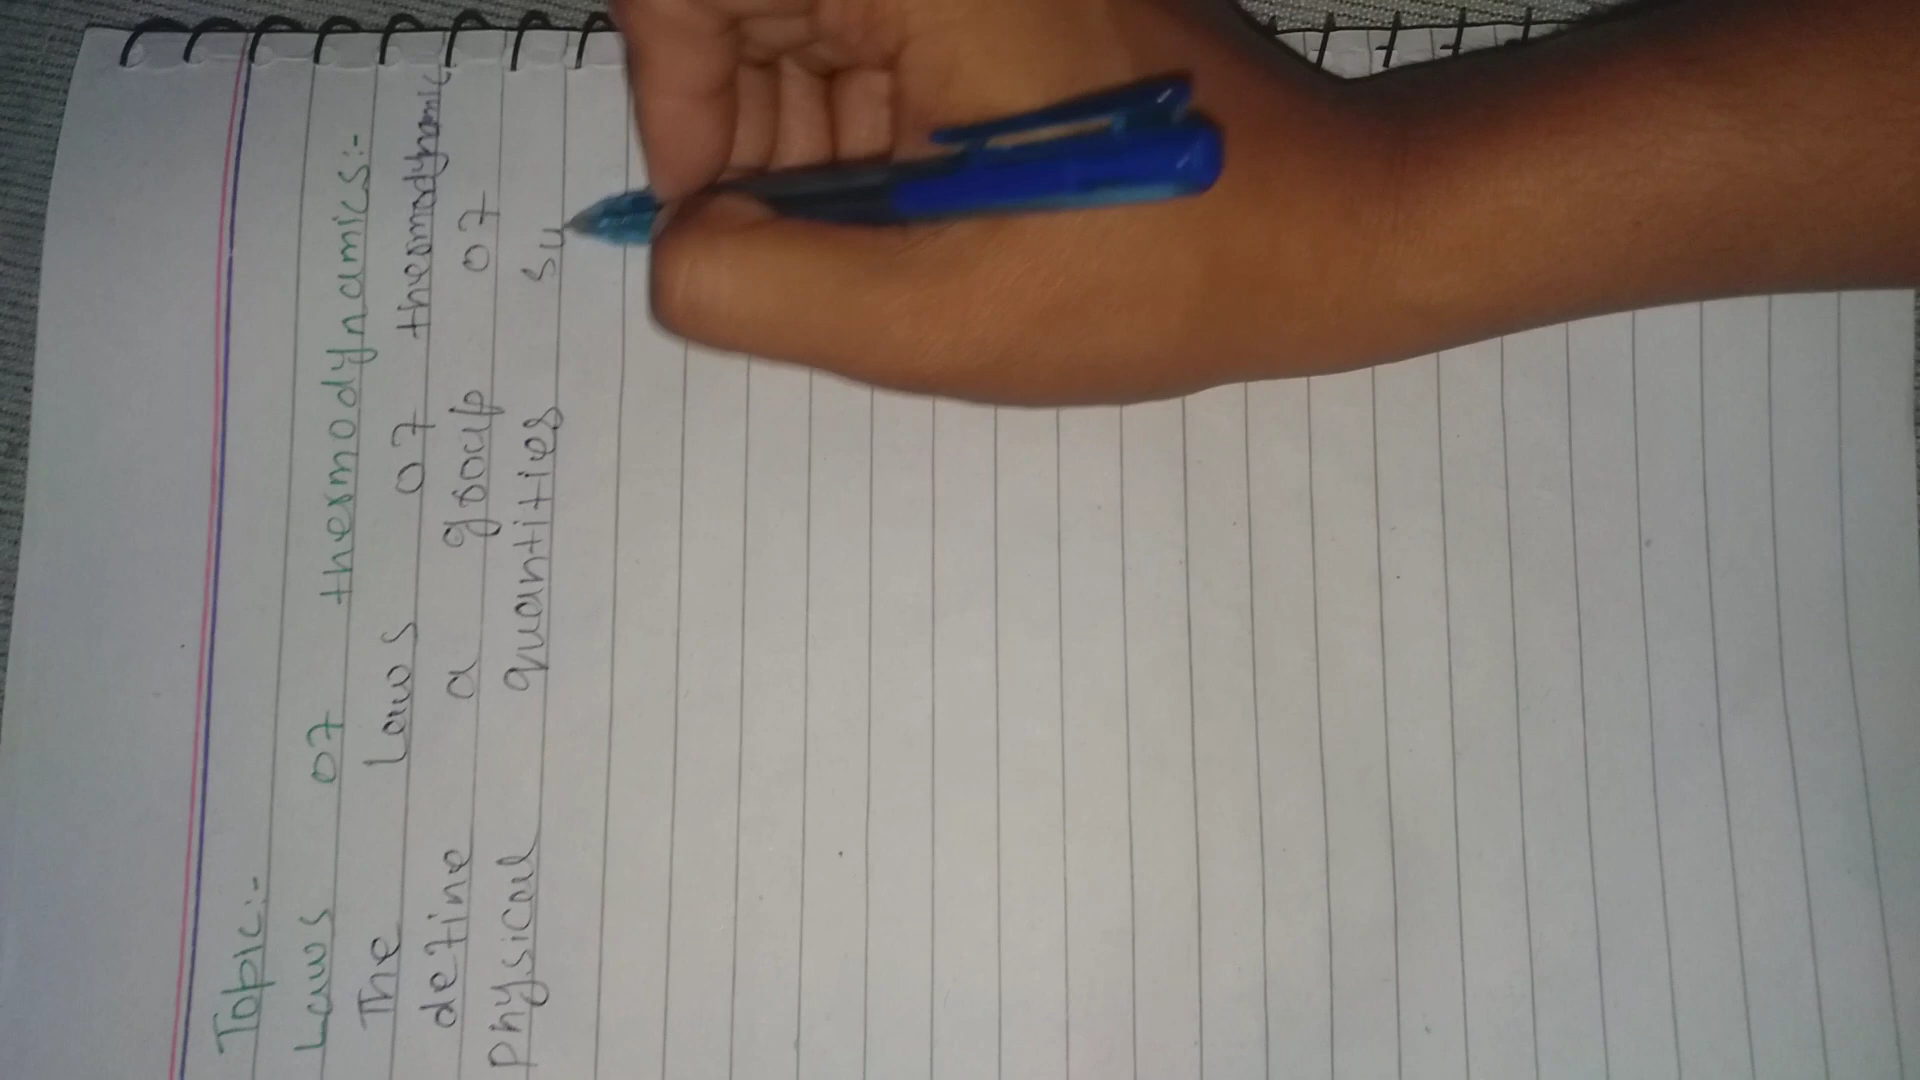 Topic:-
Laws of thermodynamics:-
The laws of thermodynamic
define a group of
physical quantities su